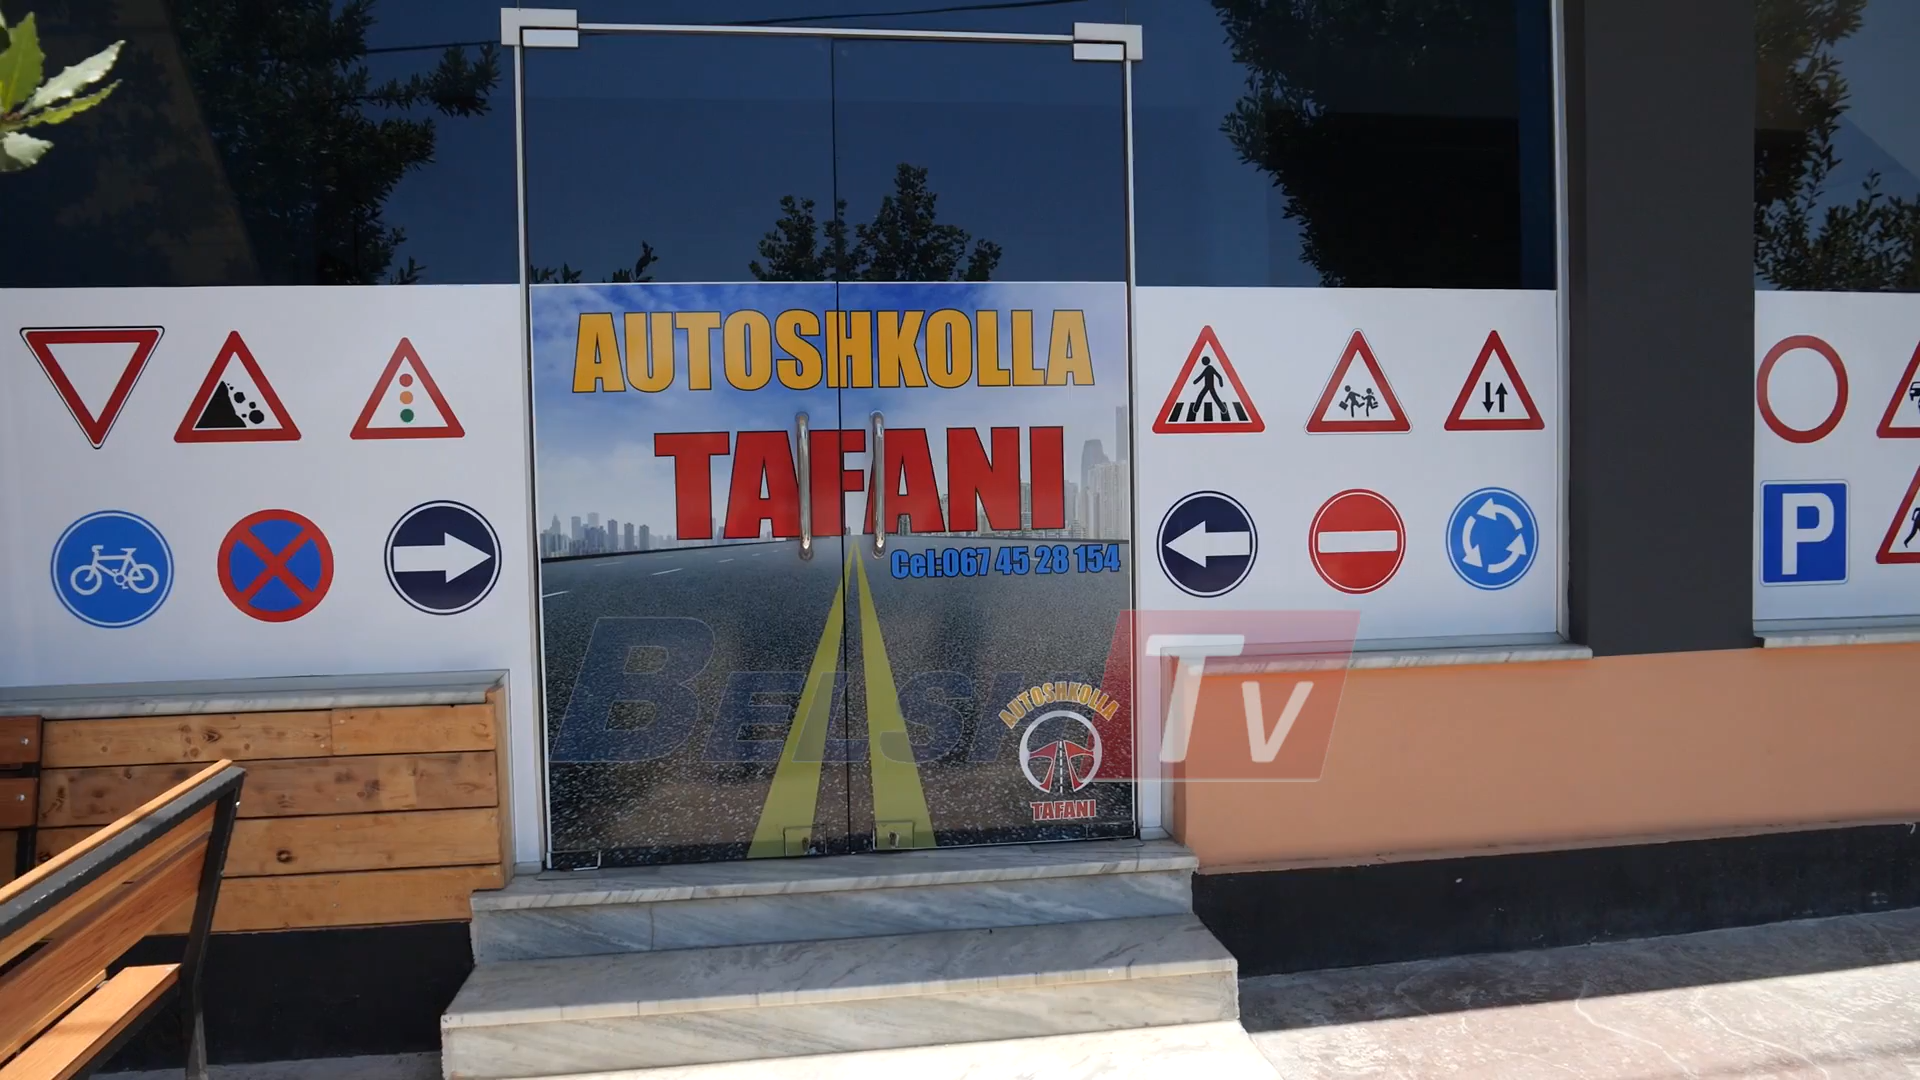 AUTOSHKOLLA
TAFANI
Cel:067 45 28 154
P
BELSH TV
AUTOSHKOLLA
TAFANI